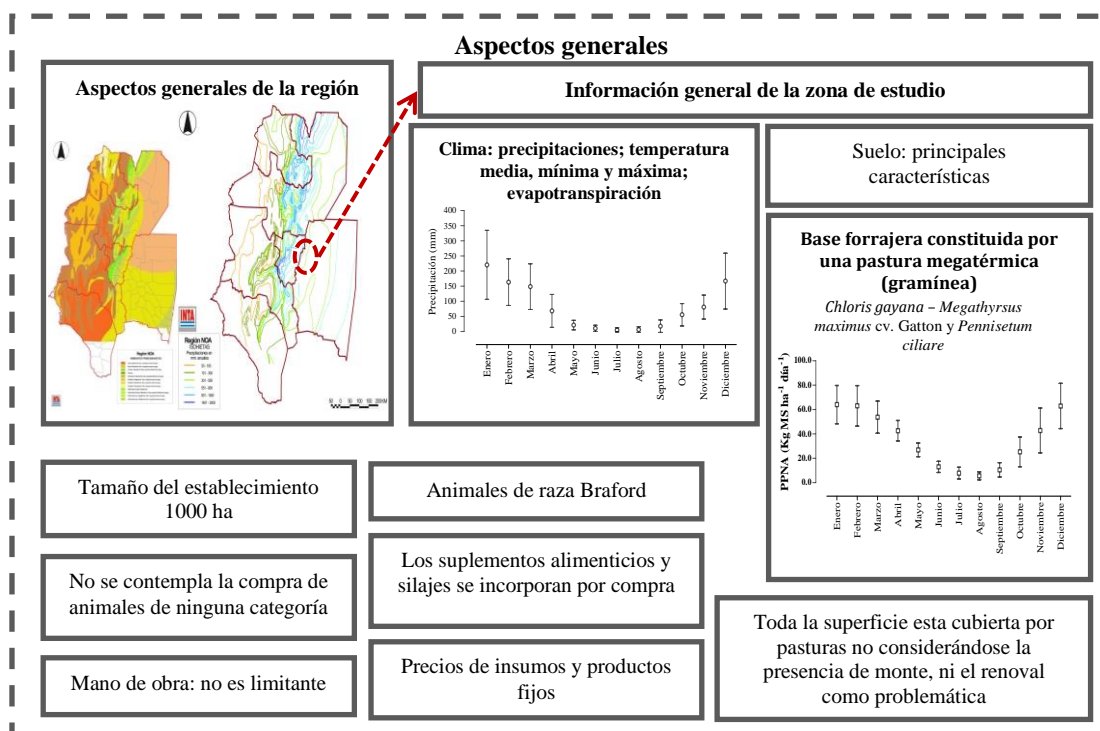 Aspectos generales
Aspectos generales de la región
INTA
Región NOA
Región NOA
ISOHIETAS
Precipitaciones en
mm. anuales
Información general de la zona de estudio
Clima: precipitaciones; temperatura
media, mínima y máxima;
evapotranspiración
Precipitación (mm)
400
350
300
250
200
150
100
50
0
Enero
Febrero
Marzo
Abril
Mayo
Junio
Julio
Agosto
Septiembre
Octubre
Noviembre
Diciembre
Suelo: principales
características
Base forrajera constituida por
una pastura megatérmica
(gramínea)
Chloris gayana – Megathyrsus
maximus cv. Gatton y Pennisetum
ciliare
PPNA (Kg MS ha⁻¹ día⁻¹)
100.0
80.0
60.0
40.0
20.0
0.0
Enero
Febrero
Marzo
Abril
Mayo
Junio
Julio
Agosto
Septiembre
Octubre
Noviembre
Diciembre
Tamaño del establecimiento
1000 ha
Animales de raza Braford
No se contempla la compra de
animales de ninguna categoría
Los suplementos alimenticios y
silajes se incorporan por compra
Mano de obra: no es limitante
Precios de insumos y productos
fijos
Toda la superficie esta cubierta por
pasturas no considerándose la
presencia de monte, ni el renoval
como problemática